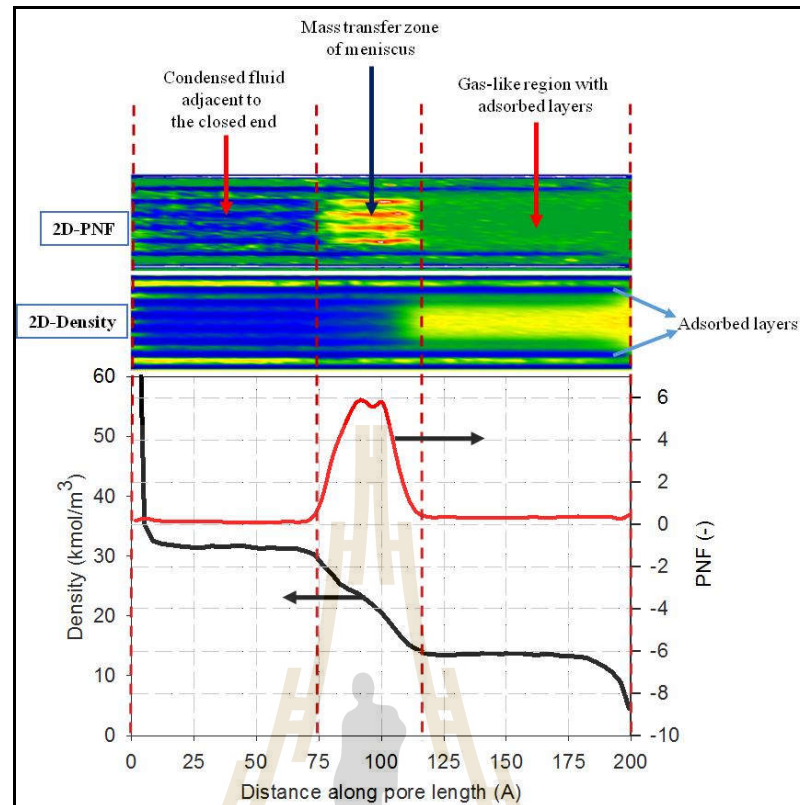 Mass transfer zone
of meniscus
Condensed fluid
adjacent to
the closed end
Gas-like region with
adsorbed layers
2D-PNF
2D-Density
Adsorbed layers
60
50
40
30
20
10
0
Density (kmol/m³)
6
4
2
0
-2
-4
-6
-8
-10
PNF (-)
0 25 50 75 100 125 150 175 200
Distance along pore length (A)